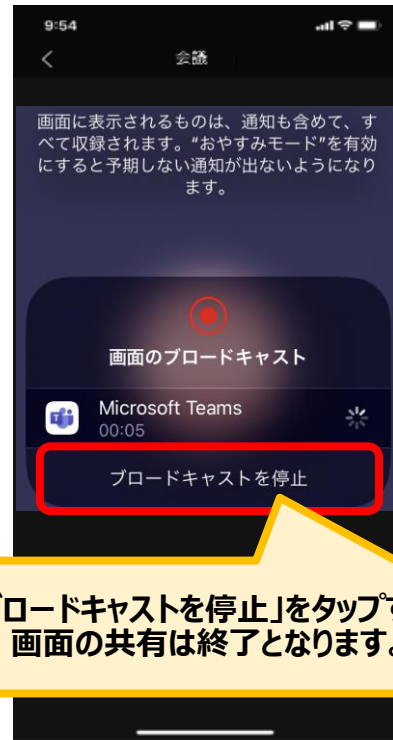 9:54
会議
画面に表示されるものは、通知も含めて、す
べて収録されます。“おやすみモード”を有効
にすると予期しない通知が出ないようになり
ます。
画面のブロードキャスト
Microsoft Teams
00:05
ブロードキャストを停止
ロードキャストを停止」をタップ
画面の共有は終了となります。